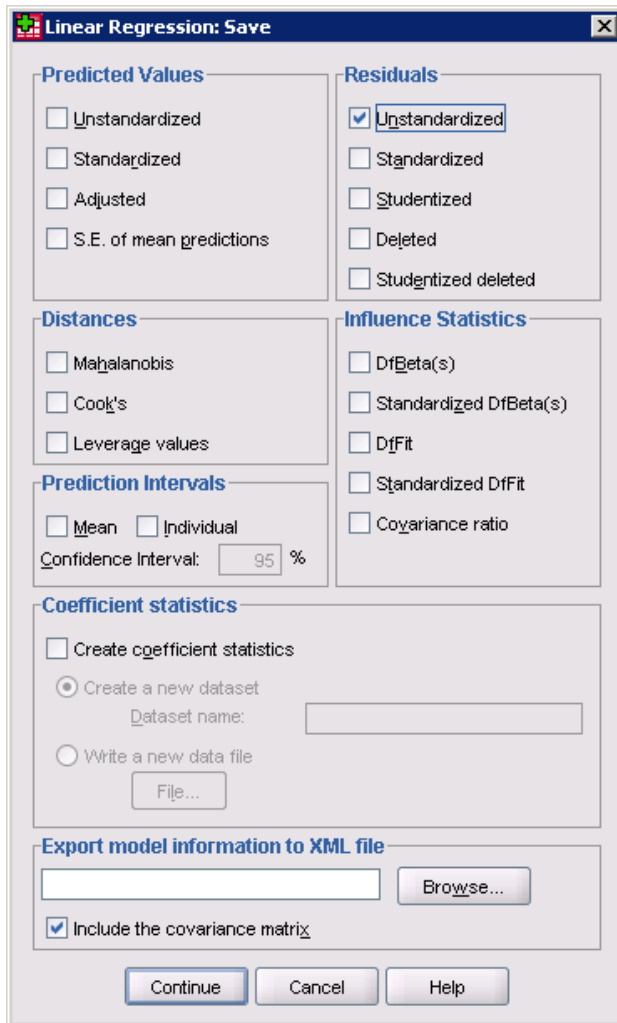 Linear Regression: Save
Predicted Values
Unstandardized
Standardized
Adjusted
S.E. of mean predictions
Residuals
Unstandardized
Standardized
Studentized
Deleted
Studentized deleted
Distances
Mahalanobis
Cook's
Leverage values
Influence Statistics
DfBeta(s)
Standardized DfBeta(s)
DfFit
Standardized DfFit
Covariance ratio
Prediction Intervals
Mean Individual
Confidence Interval: 95 %
Coefficient statistics
Create coefficient statistics
Create a new dataset
Dataset name:
Write a new data file
File...
Export model information to XML file
Browse...
Include the covariance matrix
Continue Cancel Help